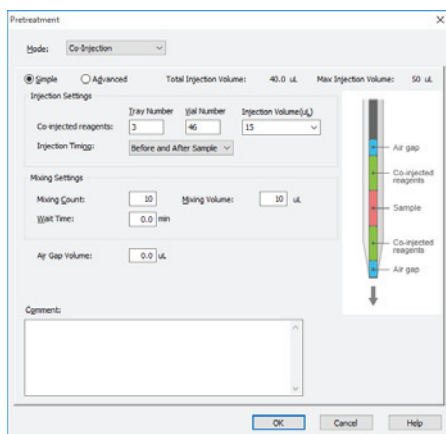 Pretreatment
Mode: Co-Injection
Simple Advanced Total Injection Volume: 40.0 uL Max Injection Volume: 50 uL
Injection Settings
Tray Number Vial Number Injection Volume(uL)
Co-injected reagents: 3 46 15
Injection Timing: Before and After Sample
Mixing Settings
Mixing Count: 10 Mixing Volume: 10 uL
Wait Time: 0.0 min
Air Gap Volume: 0.0 uL
Air gap
Co-injected
reagents
Sample
Co-injected
reagents
Air gap
Comment:
OK Cancel Help